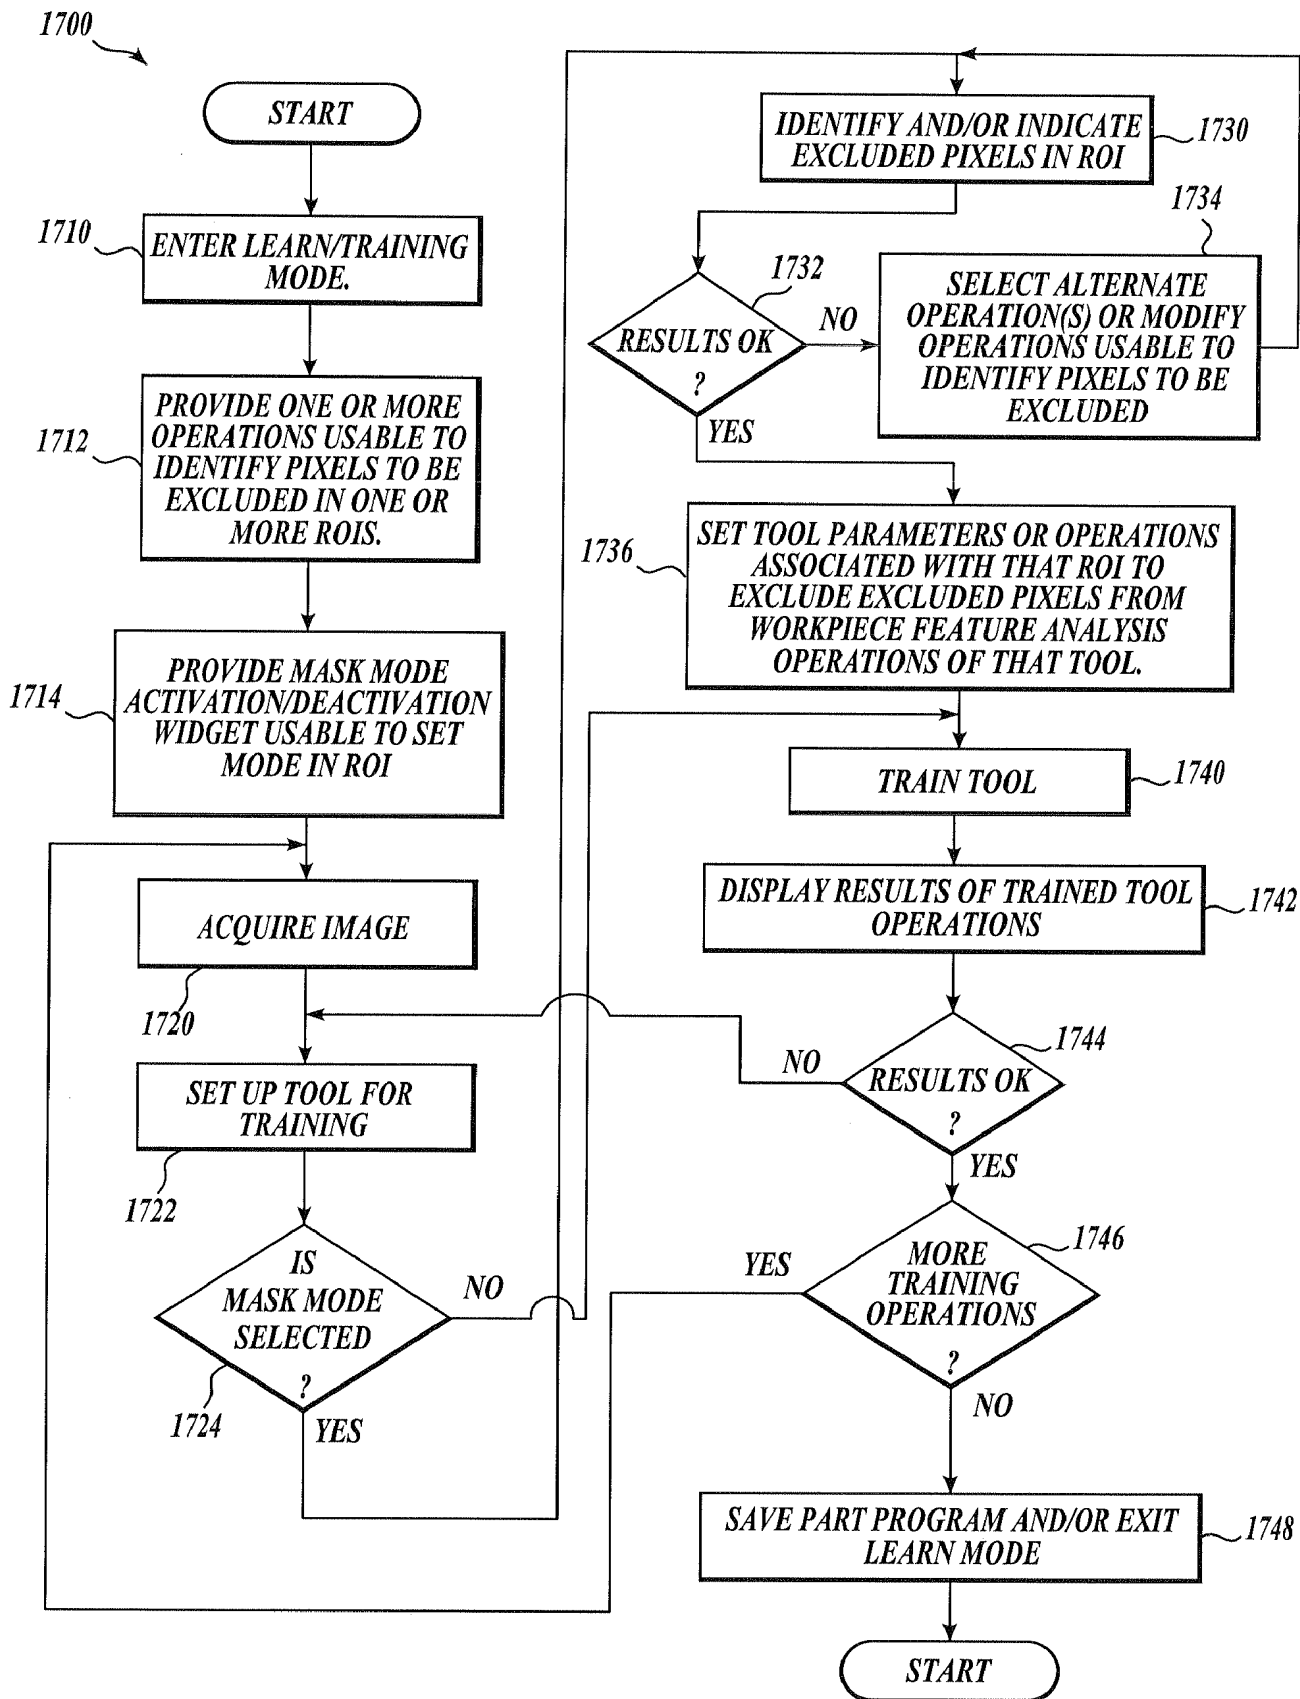 1700
START
1710
ENTER LEARN/TRAINING
MODE.
1712
PROVIDE ONE OR MORE
OPERATIONS USABLE TO
IDENTIFY PIXELS TO BE
EXCLUDED IN ONE OR
MORE ROIS.
1714
PROVIDE MASK MODE
ACTIVATION/DEACTIVATION
WIDGET USABLE TO SET
MODE IN ROI
ACQUIRE IMAGE
1720
SET UP TOOL FOR
TRAINING
1722
IS
MASK MODE
SELECTED
?
NO
1724
YES
IDENTIFY AND/OR INDICATE
EXCLUDED PIXELS IN ROI
1730
1732
RESULTS OK
?
NO
YES
1734
SELECT ALTERNATE
OPERATION(S) OR MODIFY
OPERATIONS USABLE TO
IDENTIFY PIXELS TO BE
EXCLUDED
1736
SET TOOL PARAMETERS OR OPERATIONS
ASSOCIATED WITH THAT ROI TO
EXCLUDE EXCLUDED PIXELS FROM
WORKPIECE FEATURE ANALYSIS
OPERATIONS OF THAT TOOL.
TRAIN TOOL
1740
DISPLAY RESULTS OF TRAINED TOOL
OPERATIONS
1742
1744
NO
RESULTS OK
?
YES
1746
YES
MORE
TRAINING
OPERATIONS
?
NO
SAVE PART PROGRAM AND/OR EXIT
LEARN MODE
1748
START